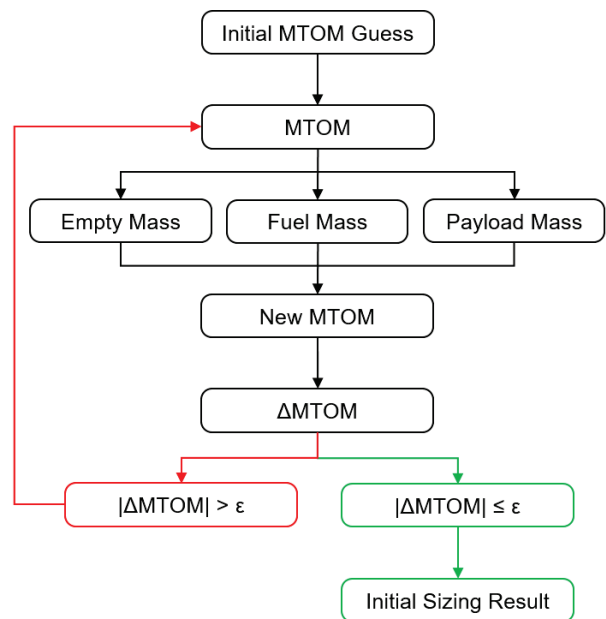 Initial MTOM Guess
MTOM
Empty Mass
Fuel Mass
Payload Mass
New MTOM
ΔMTOM
|ΔMTOM| > ε
|ΔMTOM| ≤ ε
Initial Sizing Result